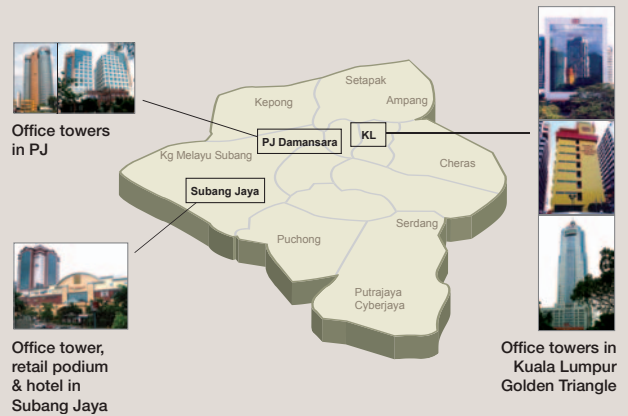 Setapak
Kepong
Ampang
Office towers
in PJ
PJ Damansara
KL
Kg Melayu Subang
Cheras
Subang Jaya
Serdang
Puchong
Putrajaya
Cyberjaya
Office tower,
retail podium
& hotel in
Subang Jaya
Office towers in
Kuala Lumpur
Golden Triangle